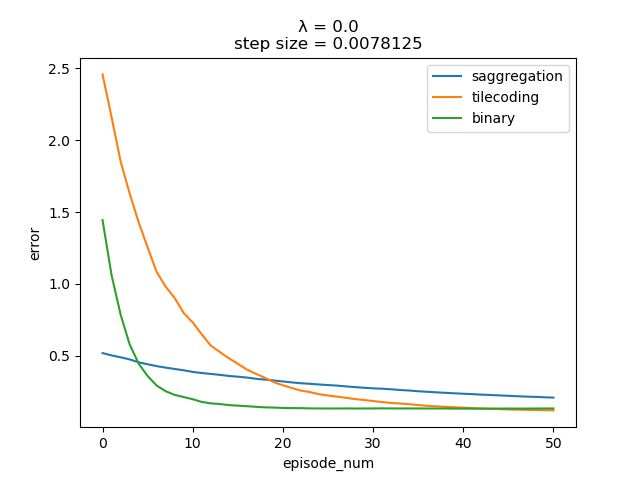 λ = 0.0
step size = 0.0078125
saggregation
tilecoding
binary
error
2.5
2.0
1.5
1.0
0.5
0
10
20
30
40
50
episode_num